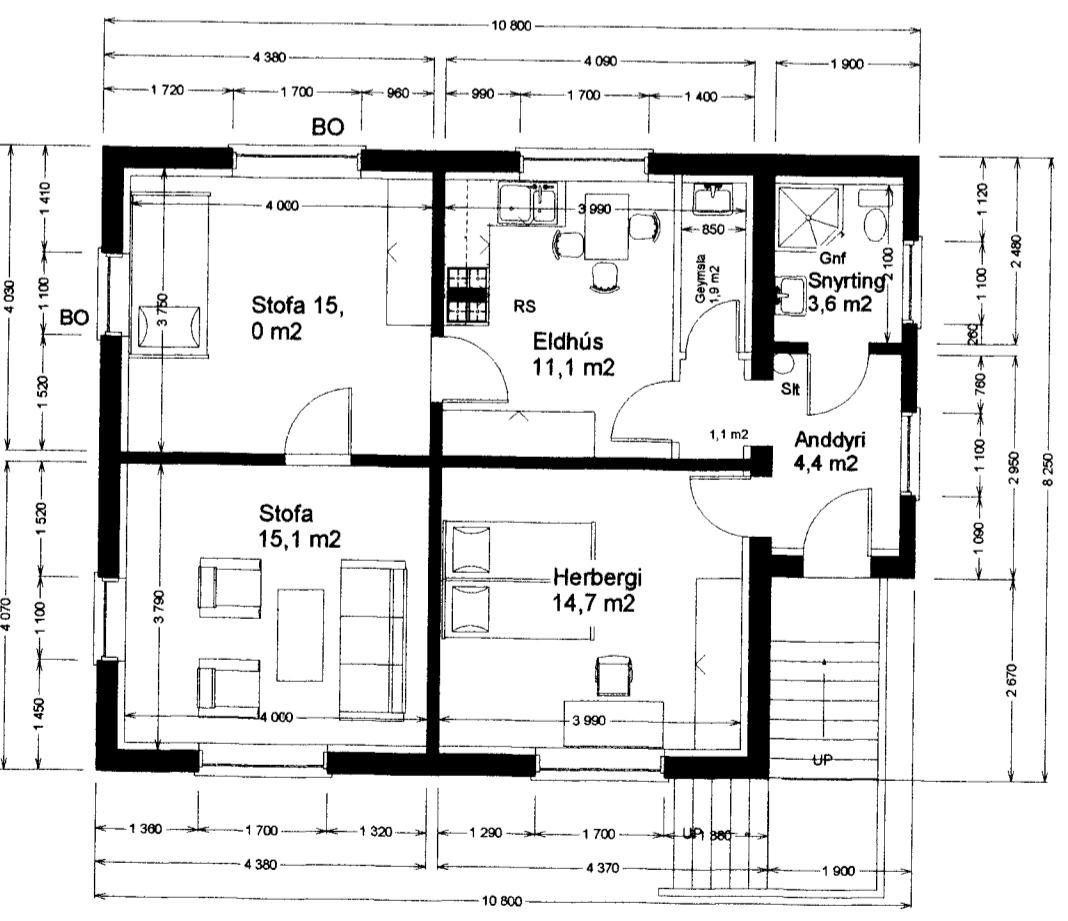 10 800
4 380
4 090
1 900
1 720
1 700
960
990
1 700
1 400
BO
4 030
1 410
1 100
1 520
BO
4 000
3 750
Stofa 15,
0 m2
3 990
850
RS
Eldhús
11,1 m2
Geymsla
1,9 m2
Gnf
2 100
Snyrting
3,6 m2
1 120
1 100
260
2 480
Slt
1,1 m2
Anddyri
4,4 m2
760
1 100
1 090
2 950
8 250
4 070
1 520
1 100
1 450
3 790
Stofa
15,1 m2
4 000
Herbergi
14,7 m2
3 990
2 670
UP
UP
1 360
1 700
1 320
1 290
1 700
1 380
4 380
4 370
1 900
10 800